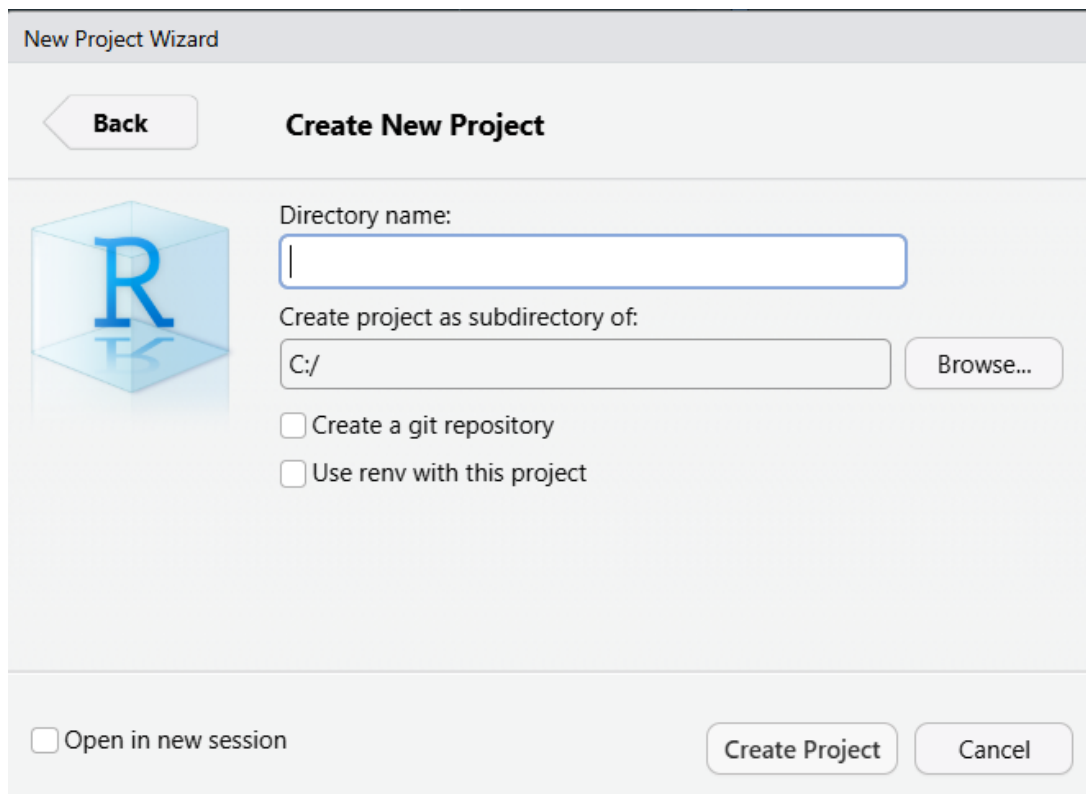 New Project Wizard
Back
Create New Project
R
Directory name:
Create project as subdirectory of:
C:/
Browse...
Create a git repository
Use renv with this project
Open in new session
Create Project
Cancel